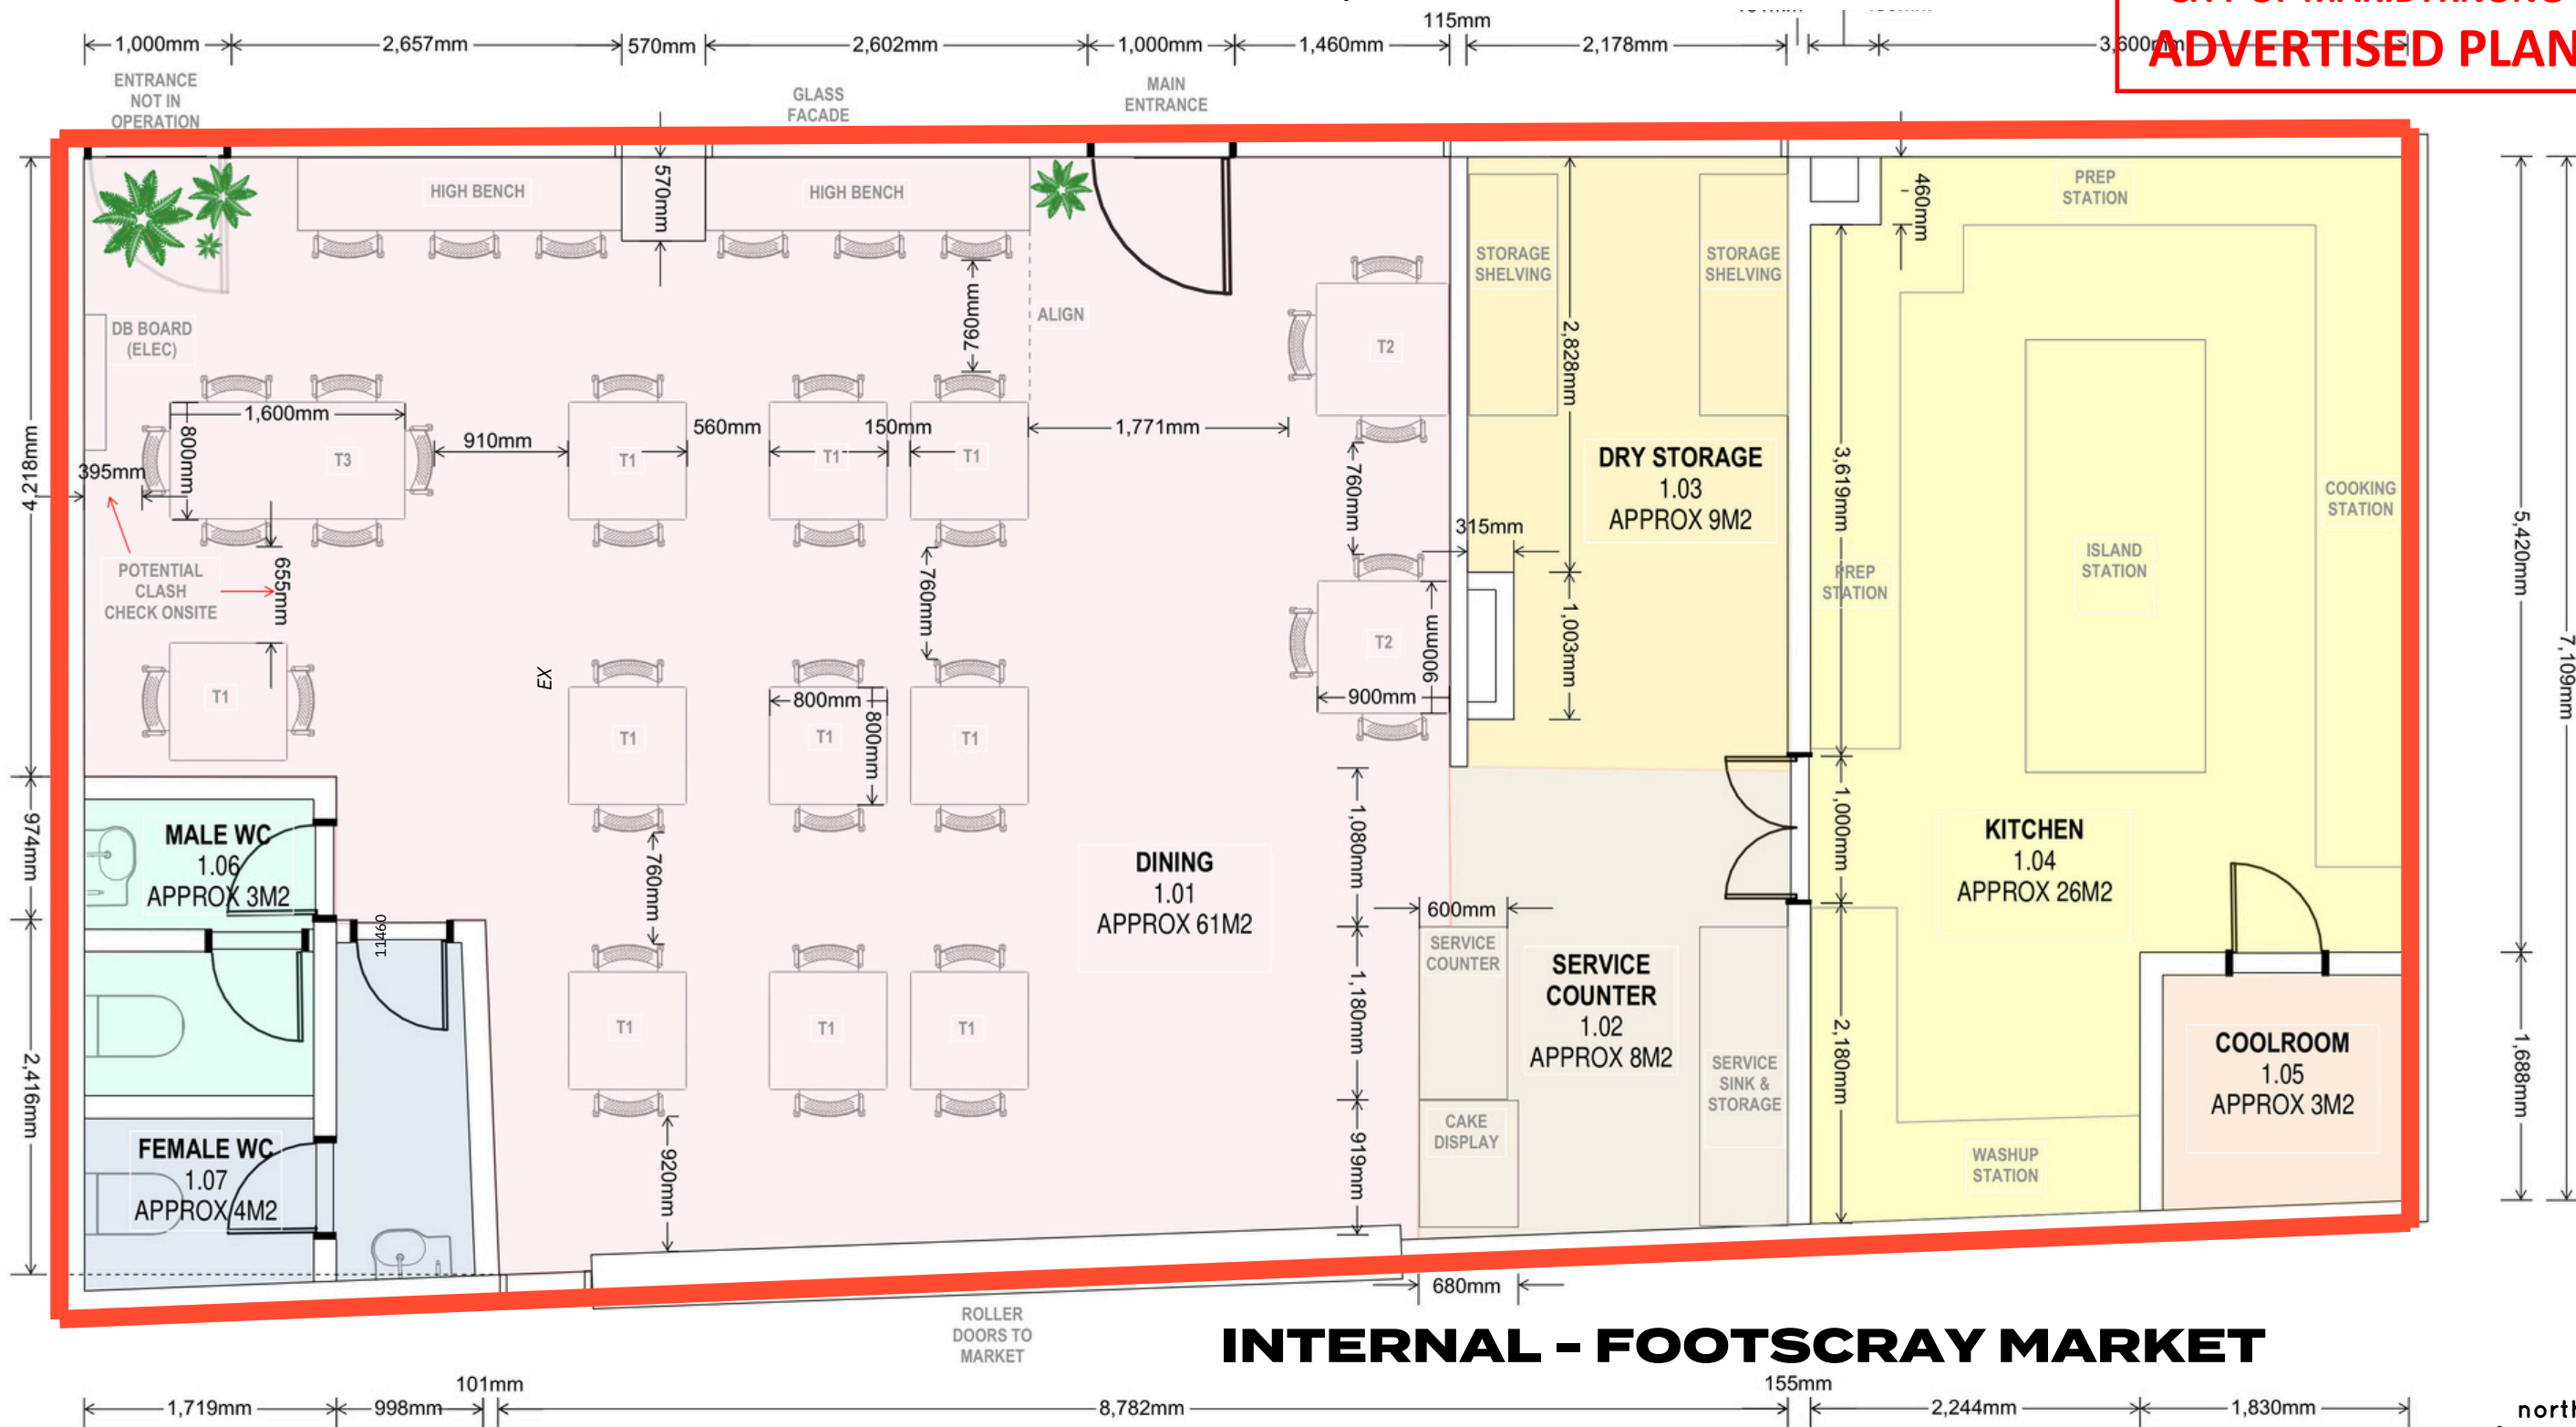 CITY OF MARIBYRNONG
ADVERTISED PLAN
115mm
1,000mm
2,657mm
570mm
2,602mm
1,000mm
1,460mm
2,178mm
3,600mm
ENTRANCE
NOT IN
OPERATION
GLASS
FACADE
MAIN
ENTRANCE
HIGH BENCH
570mm
HIGH BENCH
460mm
PREP
STATION
STORAGE
SHELVING
STORAGE
SHELVING
DB BOARD
(ELEC)
760mm
ALIGN
T2
2,828mm
4,218mm
1,600mm
800mm
T3
395mm
910mm
T1
560mm
T1
150mm
T1
1,771mm
760mm
315mm
DRY STORAGE
1.03
APPROX 9M2
3,619mm
COOKING
STATION
5,420mm
7,109mm
POTENTIAL
CLASH
CHECK ONSITE
655mm
760mm
PREP
STATION
ISLAND
STATION
T1
EX
T1
800mm
T1
800mm
T1
T2
900mm
900mm
1,003mm
974mm
MALE WC
1.06
APPROX 3M2
760mm
DINING
1.01
APPROX 61M2
1,080mm
1,000mm
KITCHEN
1.04
APPROX 26M2
11460
600mm
SERVICE
COUNTER
SERVICE
COUNTER
1.02
APPROX 8M2
1,180mm
T1
T1
T1
2,416mm
2,180mm
SERVICE
SINK &
STORAGE
COOLROOM
1.05
APPROX 3M2
1,688mm
CAKE
DISPLAY
919mm
920mm
FEMALE WC
1.07
APPROX 4M2
WASHUP
STATION
680mm
ROLLER
DOORS TO
MARKET
INTERNAL - FOOTSCRAY MARKET
101mm
155mm
1,719mm
998mm
8,782mm
2,244mm
1,830mm